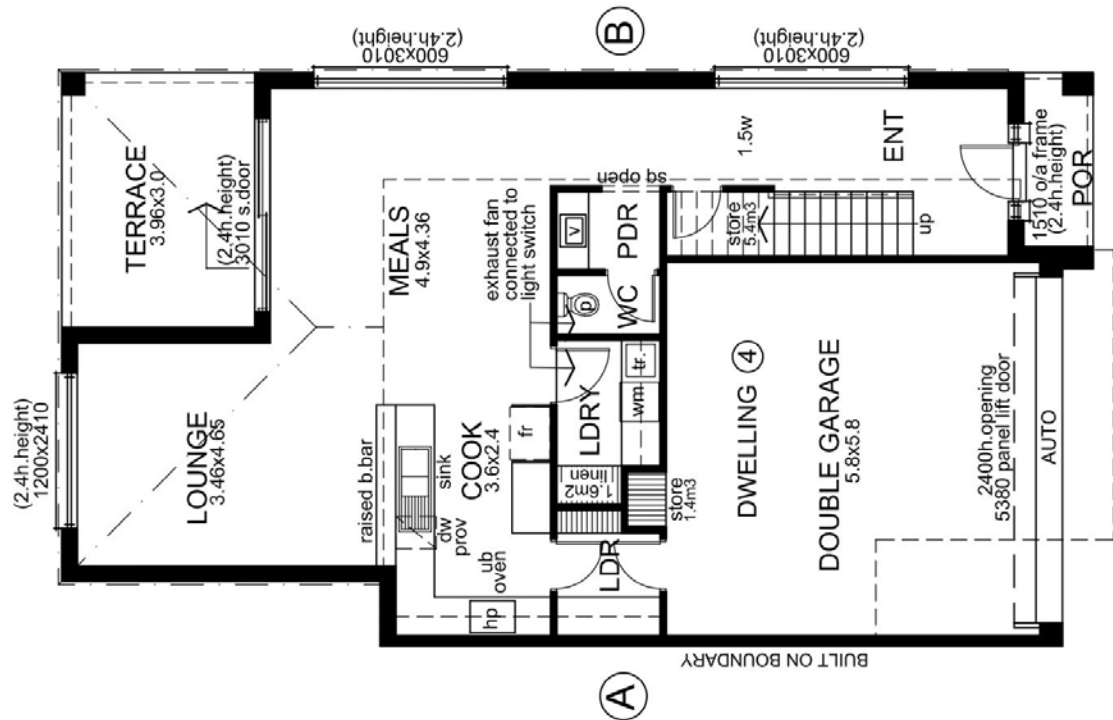 (2.4h.height)
1200x2410
TERRACE
3.96x3.0
(2.4h.height)
3010 s.door
600x3010
(2.4h.height)
B
600x3010
(2.4h.height)
LOUNGE
3.46x4.65
MEALS
4.9x4.36
raised b.bar
sink
dw
prov
COOK
3.6x2.4
fr
ub
oven
hp
exhaust fan
connected to
light switch
sq open
1.5w
ENT
v
PDR
p
WC
store
5.4m3
up
LDRY
tr.
wm
1.6m2
linen
store
1.4m3
LDR
A
DWELLING 4
DOUBLE GARAGE
5.8x5.8
2400h.opening
5380 panel lift door
AUTO
1510 o/a frame
(2.4h.height)
POR
BUILT ON BOUNDARY